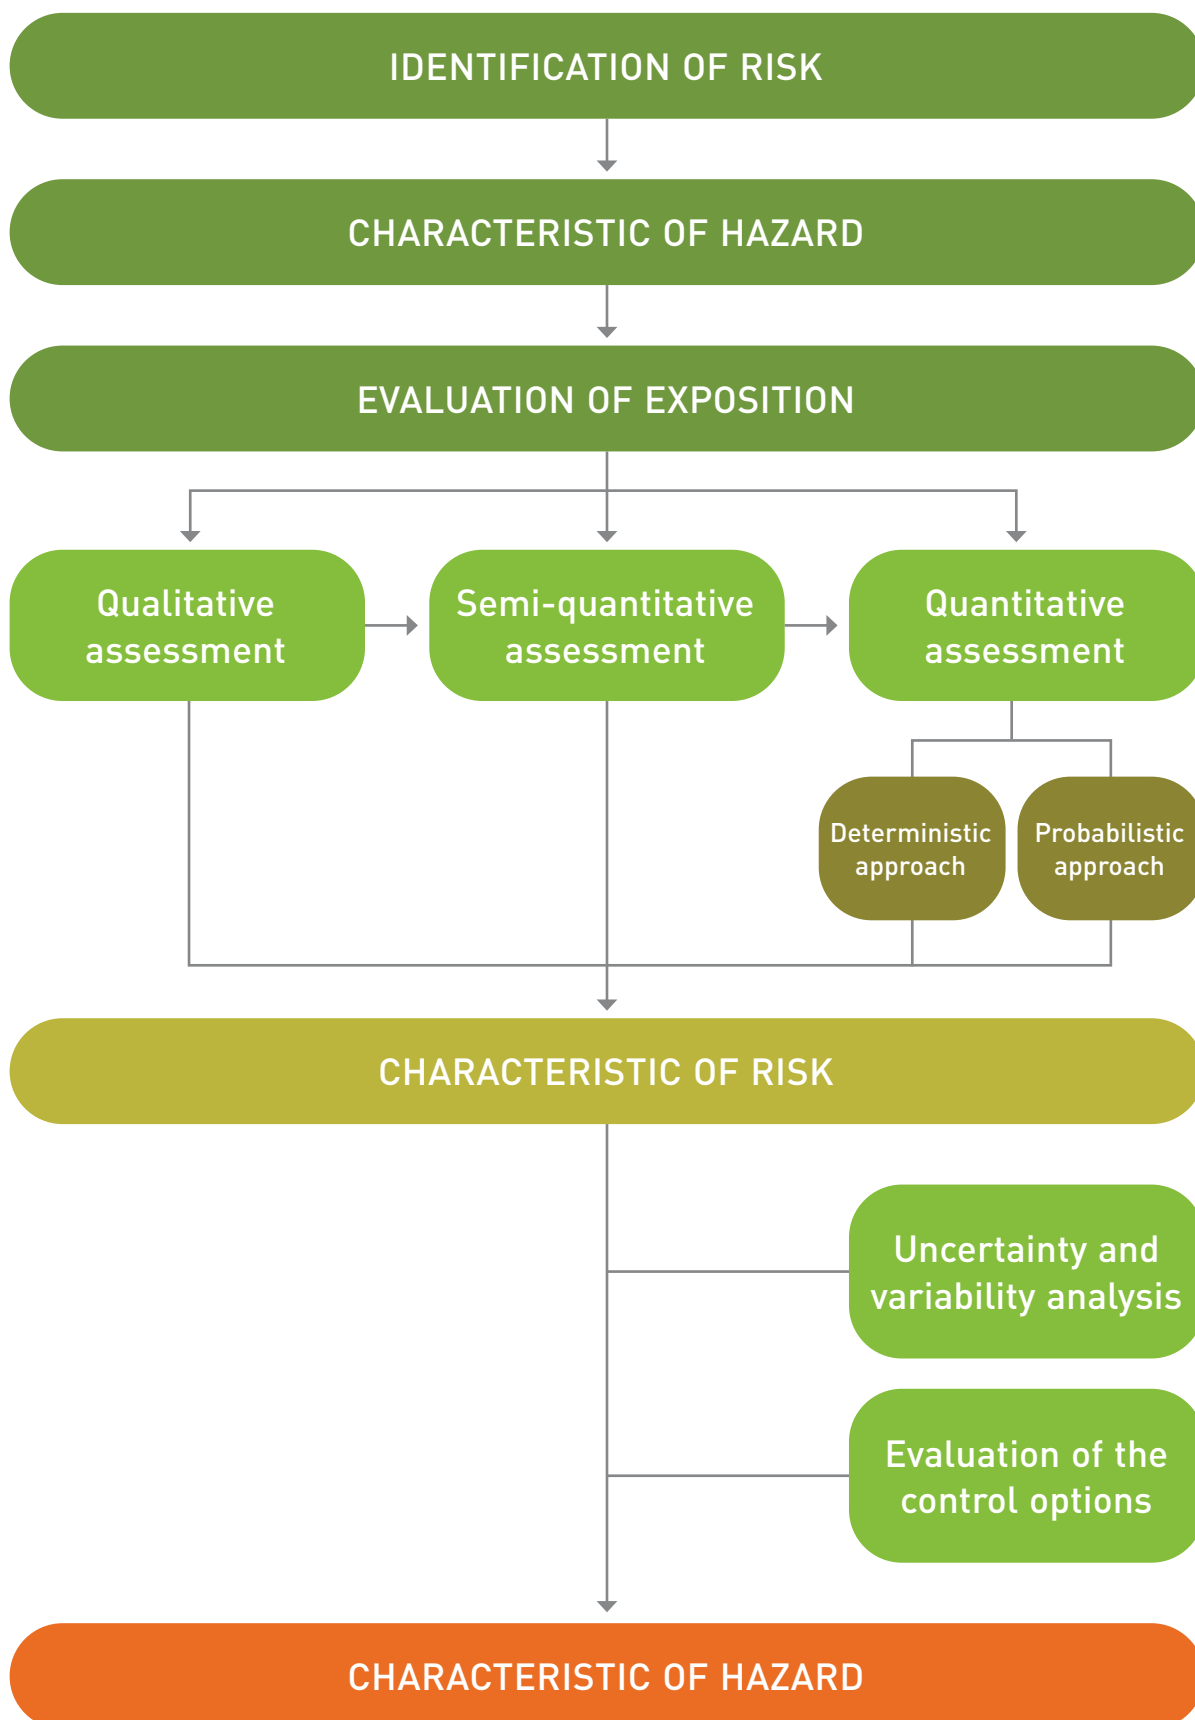 IDENTIFICATION OF RISK
CHARACTERISTIC OF HAZARD
EVALUATION OF EXPOSITION
Qualitative
assessment
Semi-quantitative
assessment
Quantitative
assessment
Deterministic
approach
Probabilistic
approach
CHARACTERISTIC OF RISK
Uncertainty and
variability analysis
Evaluation of the
control options
CHARACTERISTIC OF HAZARD